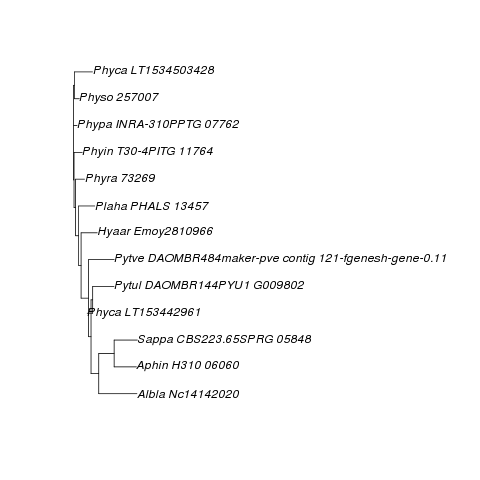 Phyca LT1534503428
Physo 257007
Phypa INRA-310PPTG 07762
Phyin T30-4PITG 11764
Phyra 73269
Plaha PHALS 13457
Hyaar Emoy2810966
Pytve DAOMBR484maker-pve contig 121-fgenesh-gene-0.11
Pytul DAOMBR144PYU1 G009802
Phyca LT153442961
Sappa CBS223.65SPRG 05848
Aphin H310 06060
Albla Nc14142020